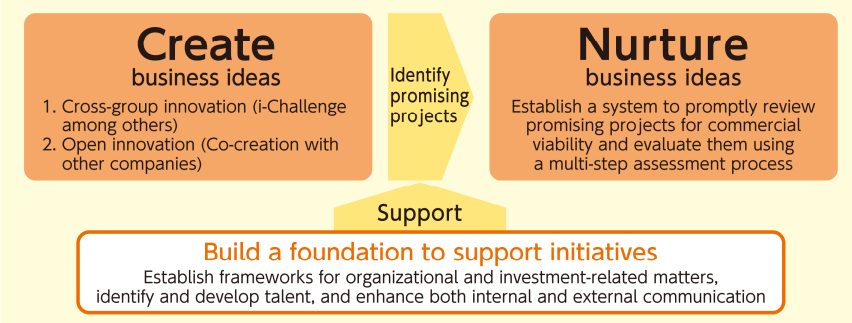 Create
business ideas
1. Cross-group innovation (i-Challenge
among others)
2. Open innovation (Co-creation with
other companies)
Identify
promising
projects
Nurture
business ideas
Establish a system to promptly review
promising projects for commercial
viability and evaluate them using
a multi-step assessment process
Support
Build a foundation to support initiatives
Establish frameworks for organizational and investment-related matters,
identify and develop talent, and enhance both internal and external communication